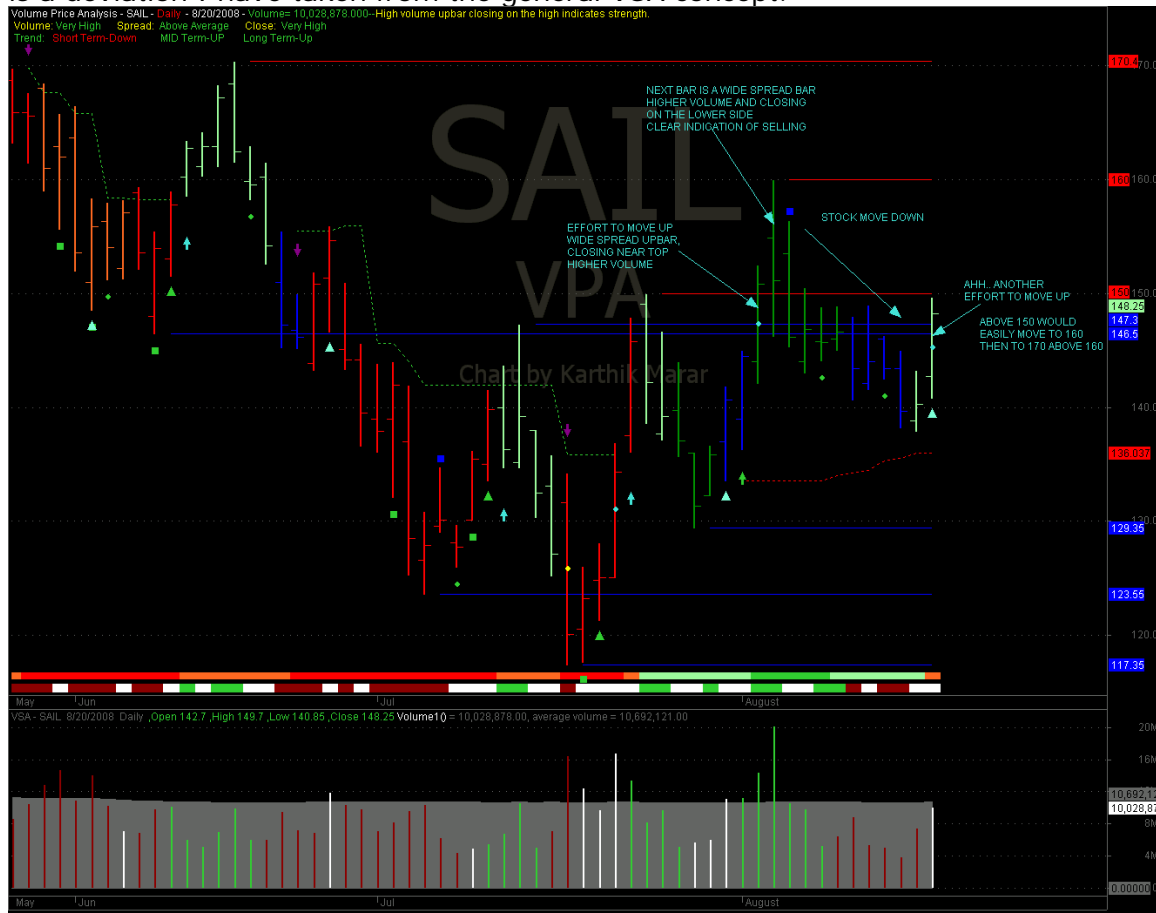 Volume Price Analysis - SAIL - Daily - 8/20/2008 - Volume= 10,028,878.000--High volume upbar closing on the high indicates strength.
Volume: Very High Spread: Above Average Close: Very High
Trend: Short Term-Down MID Term-UP Long Term-Up
SAIL
VPA
Chart by Karthik Marar
NEXT BAR IS A WIDE SPREAD BAR
HIGHER VOLUME AND CLOSING
ON THE LOWER SIDE
CLEAR INDICATION OF SELLING
EFFORT TO MOVE UP
WIDE SPREAD UPBAR,
CLOSING NEAR TOP
HIGHER VOLUME
STOCK MOVE DOWN
AHH.. ANOTHER
EFFORT TO MOVE UP
ABOVE 150 WOULD
EASILY MOVE TO 160
THEN TO 170 ABOVE 160
170.4
160
150
148.25
147.3
146.5
140.0
136.037
129.35
123.55
120.0
117.35
May Jun Jul August
VSA - SAIL 8/20/2008 Daily ,Open 142.7 ,High 149.7 ,Low 140.85 ,Close 148.25 Volume1() = 10,028,878.00, average volume = 10,692,121.00
20M
16M
10,692,12
10,028,87
8M
4M
0.00000
May Jun Jul August